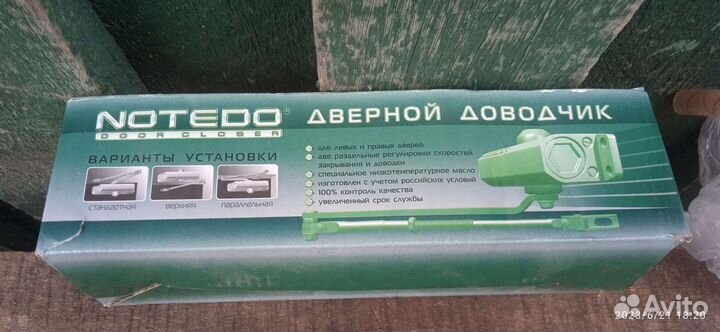 NOTEDO®
DOOR CLOSER
ДВЕРНОЙ ДОВОДЧИК
ВАРИАНТЫ УСТАНОВКИ
стандартная
верхняя
параллельная
для левых и правых дверей
две раздельные регулировки скоростей
закрывания и доводки
специальное низкотемпературное масло
изготовлен с учетом российских условий
100% контроль качества
увеличенный срок службы
Avito
2023/6/21 18:20